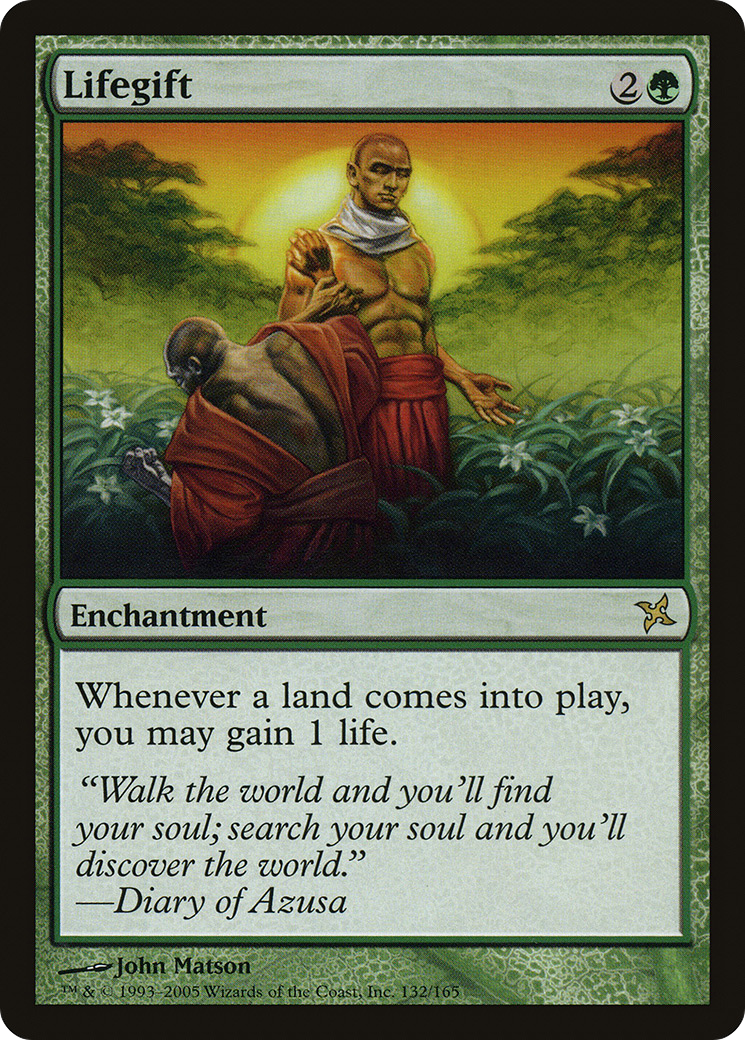 Lifegift 2
Enchantment
Whenever a land comes into play,
you may gain 1 life.
“Walk the world and you’ll find
your soul; search your soul and you’ll
discover the world.”
—Diary of Azusa
John Matson
™ & © 1993–2005 Wizards of the Coast, Inc. 132/165